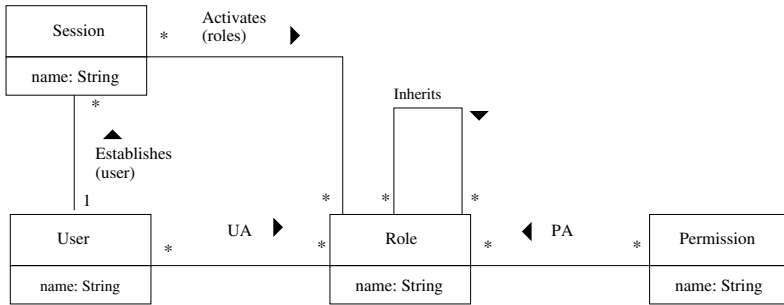 Session
name: String
*
Activates
(roles)
*
Establishes
(user)
1
Inherits
*
*
*
User
name: String
*
UA
*
Role
name: String
*
PA
*
Permission
name: String